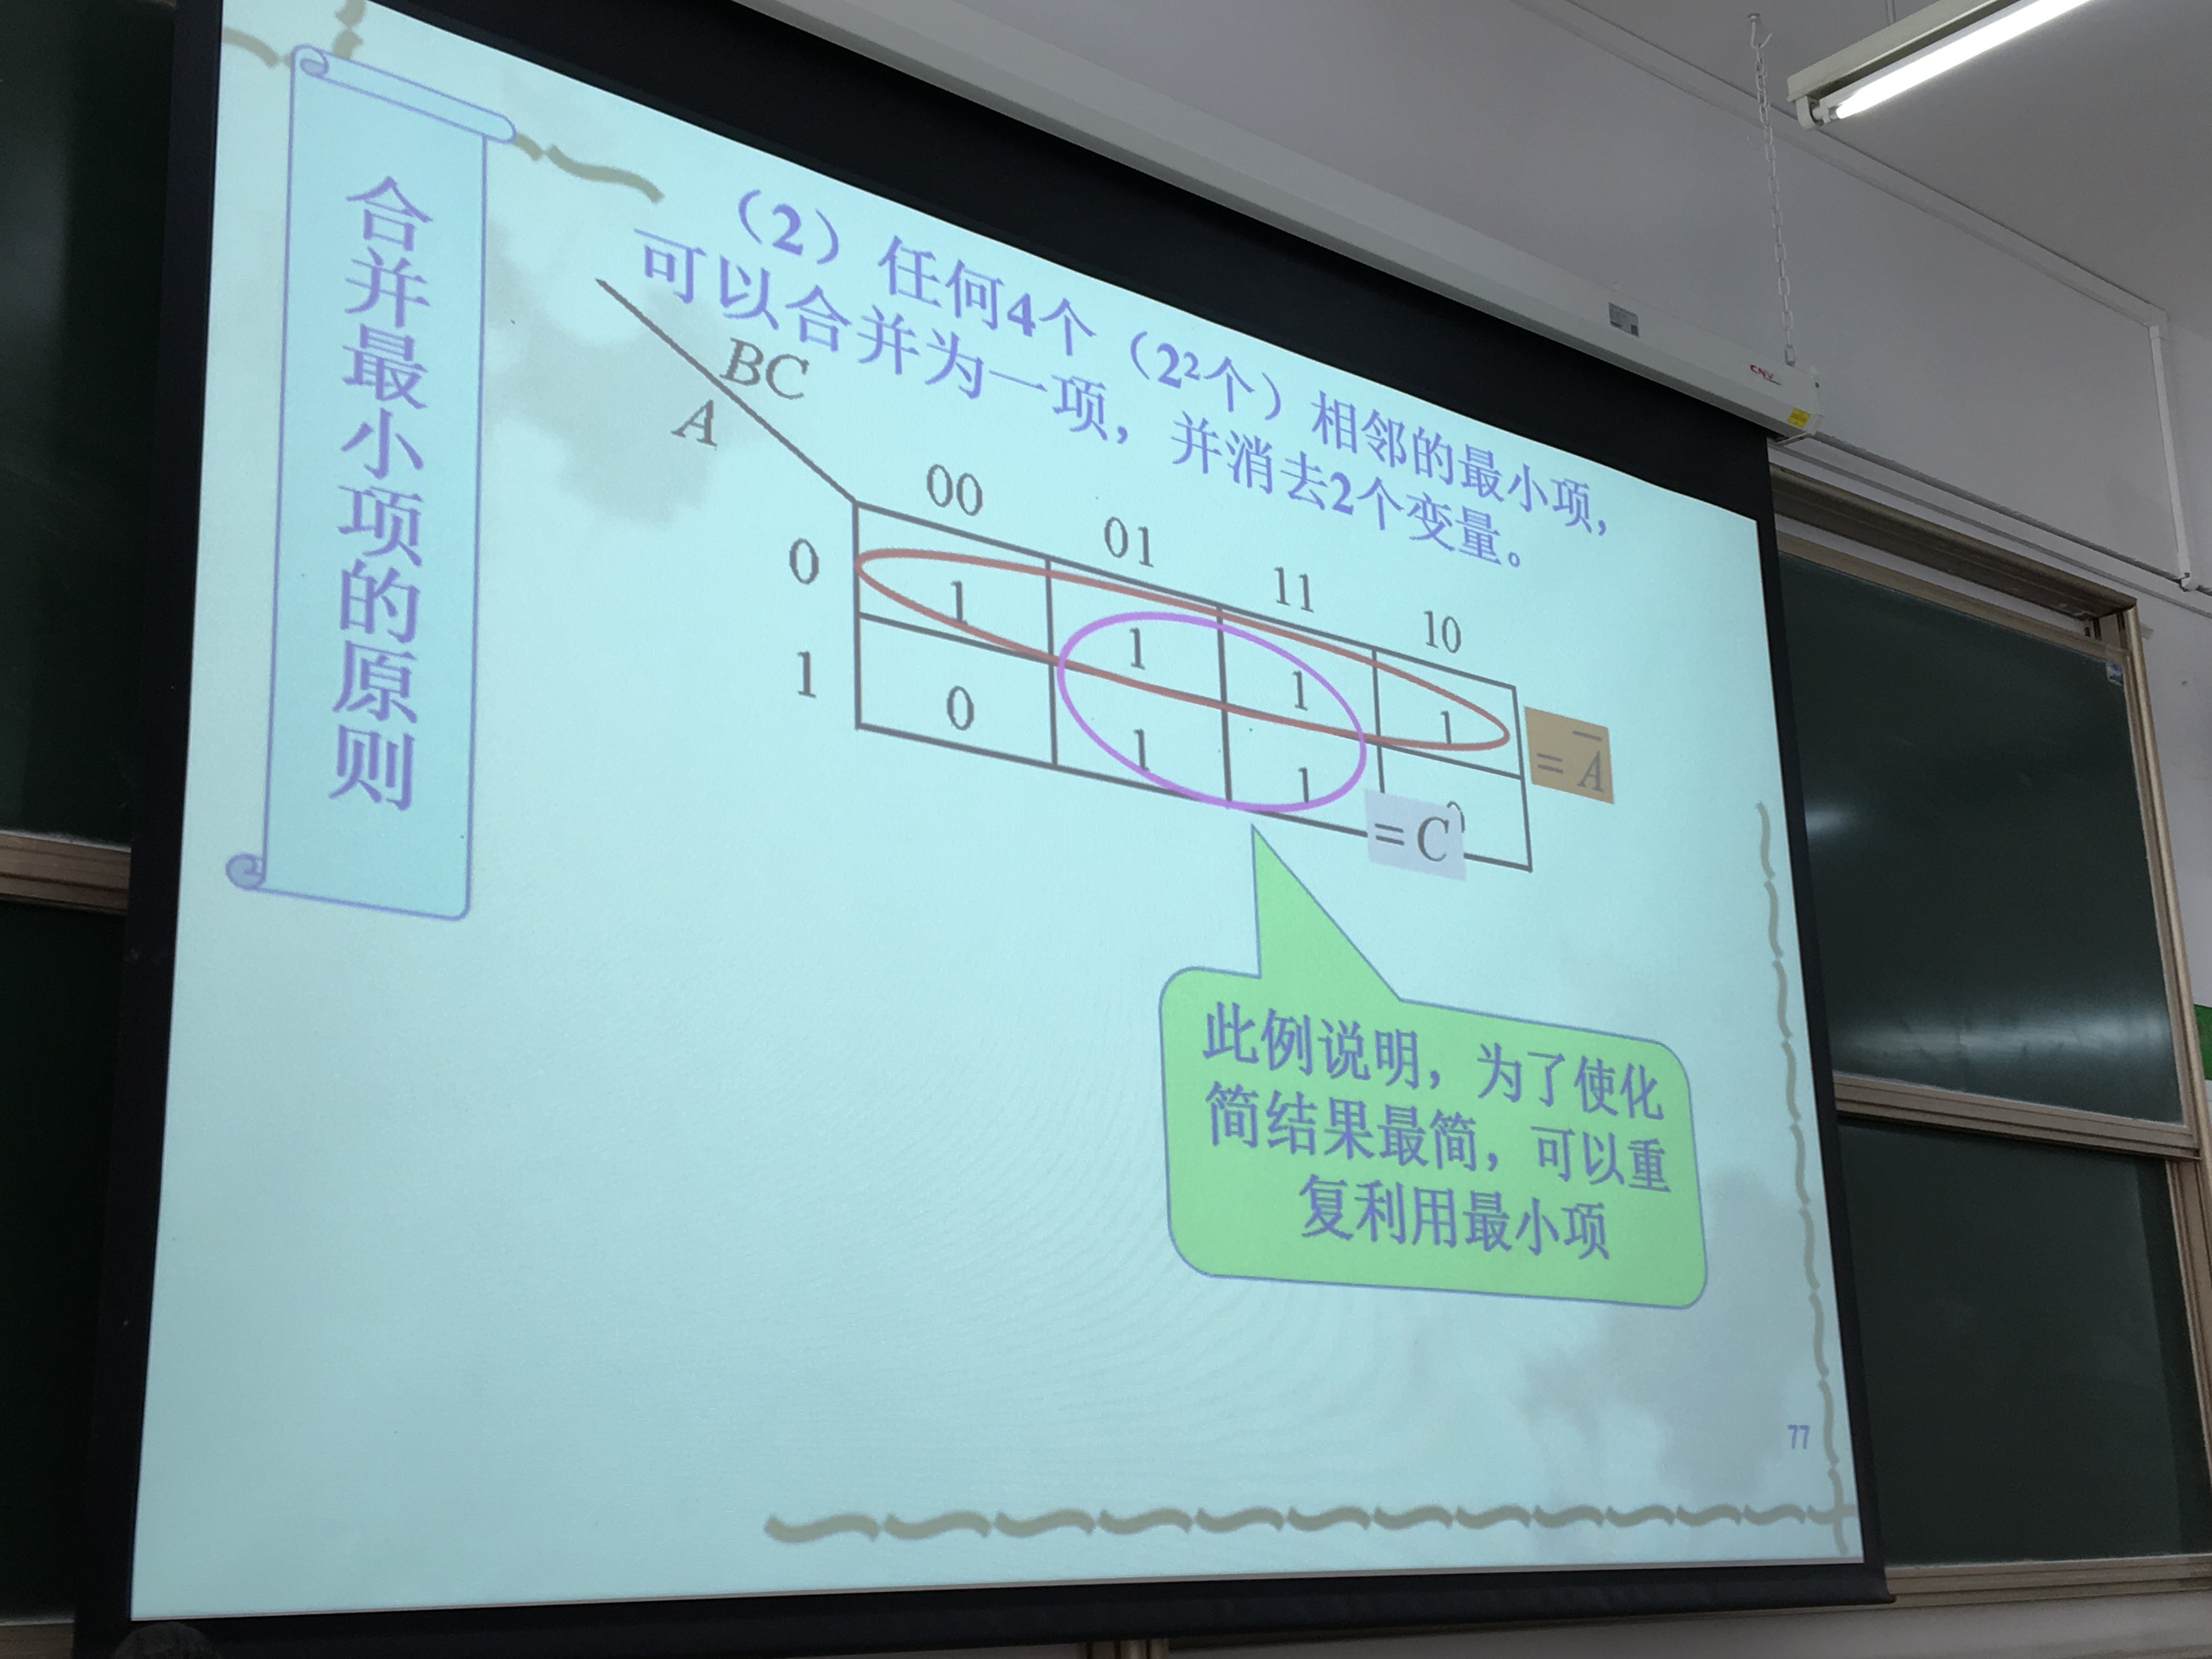 合并最小项的原则
（2）任何4个（2²个）相邻的最小项，
可以合并为一项，并消去2个变量。
BC
A
00 01 11 10
0 1 1 1 1
= A̅
1 0 1 1
= C
此例说明，为了使化
简结果最简，可以重
复利用最小项
77